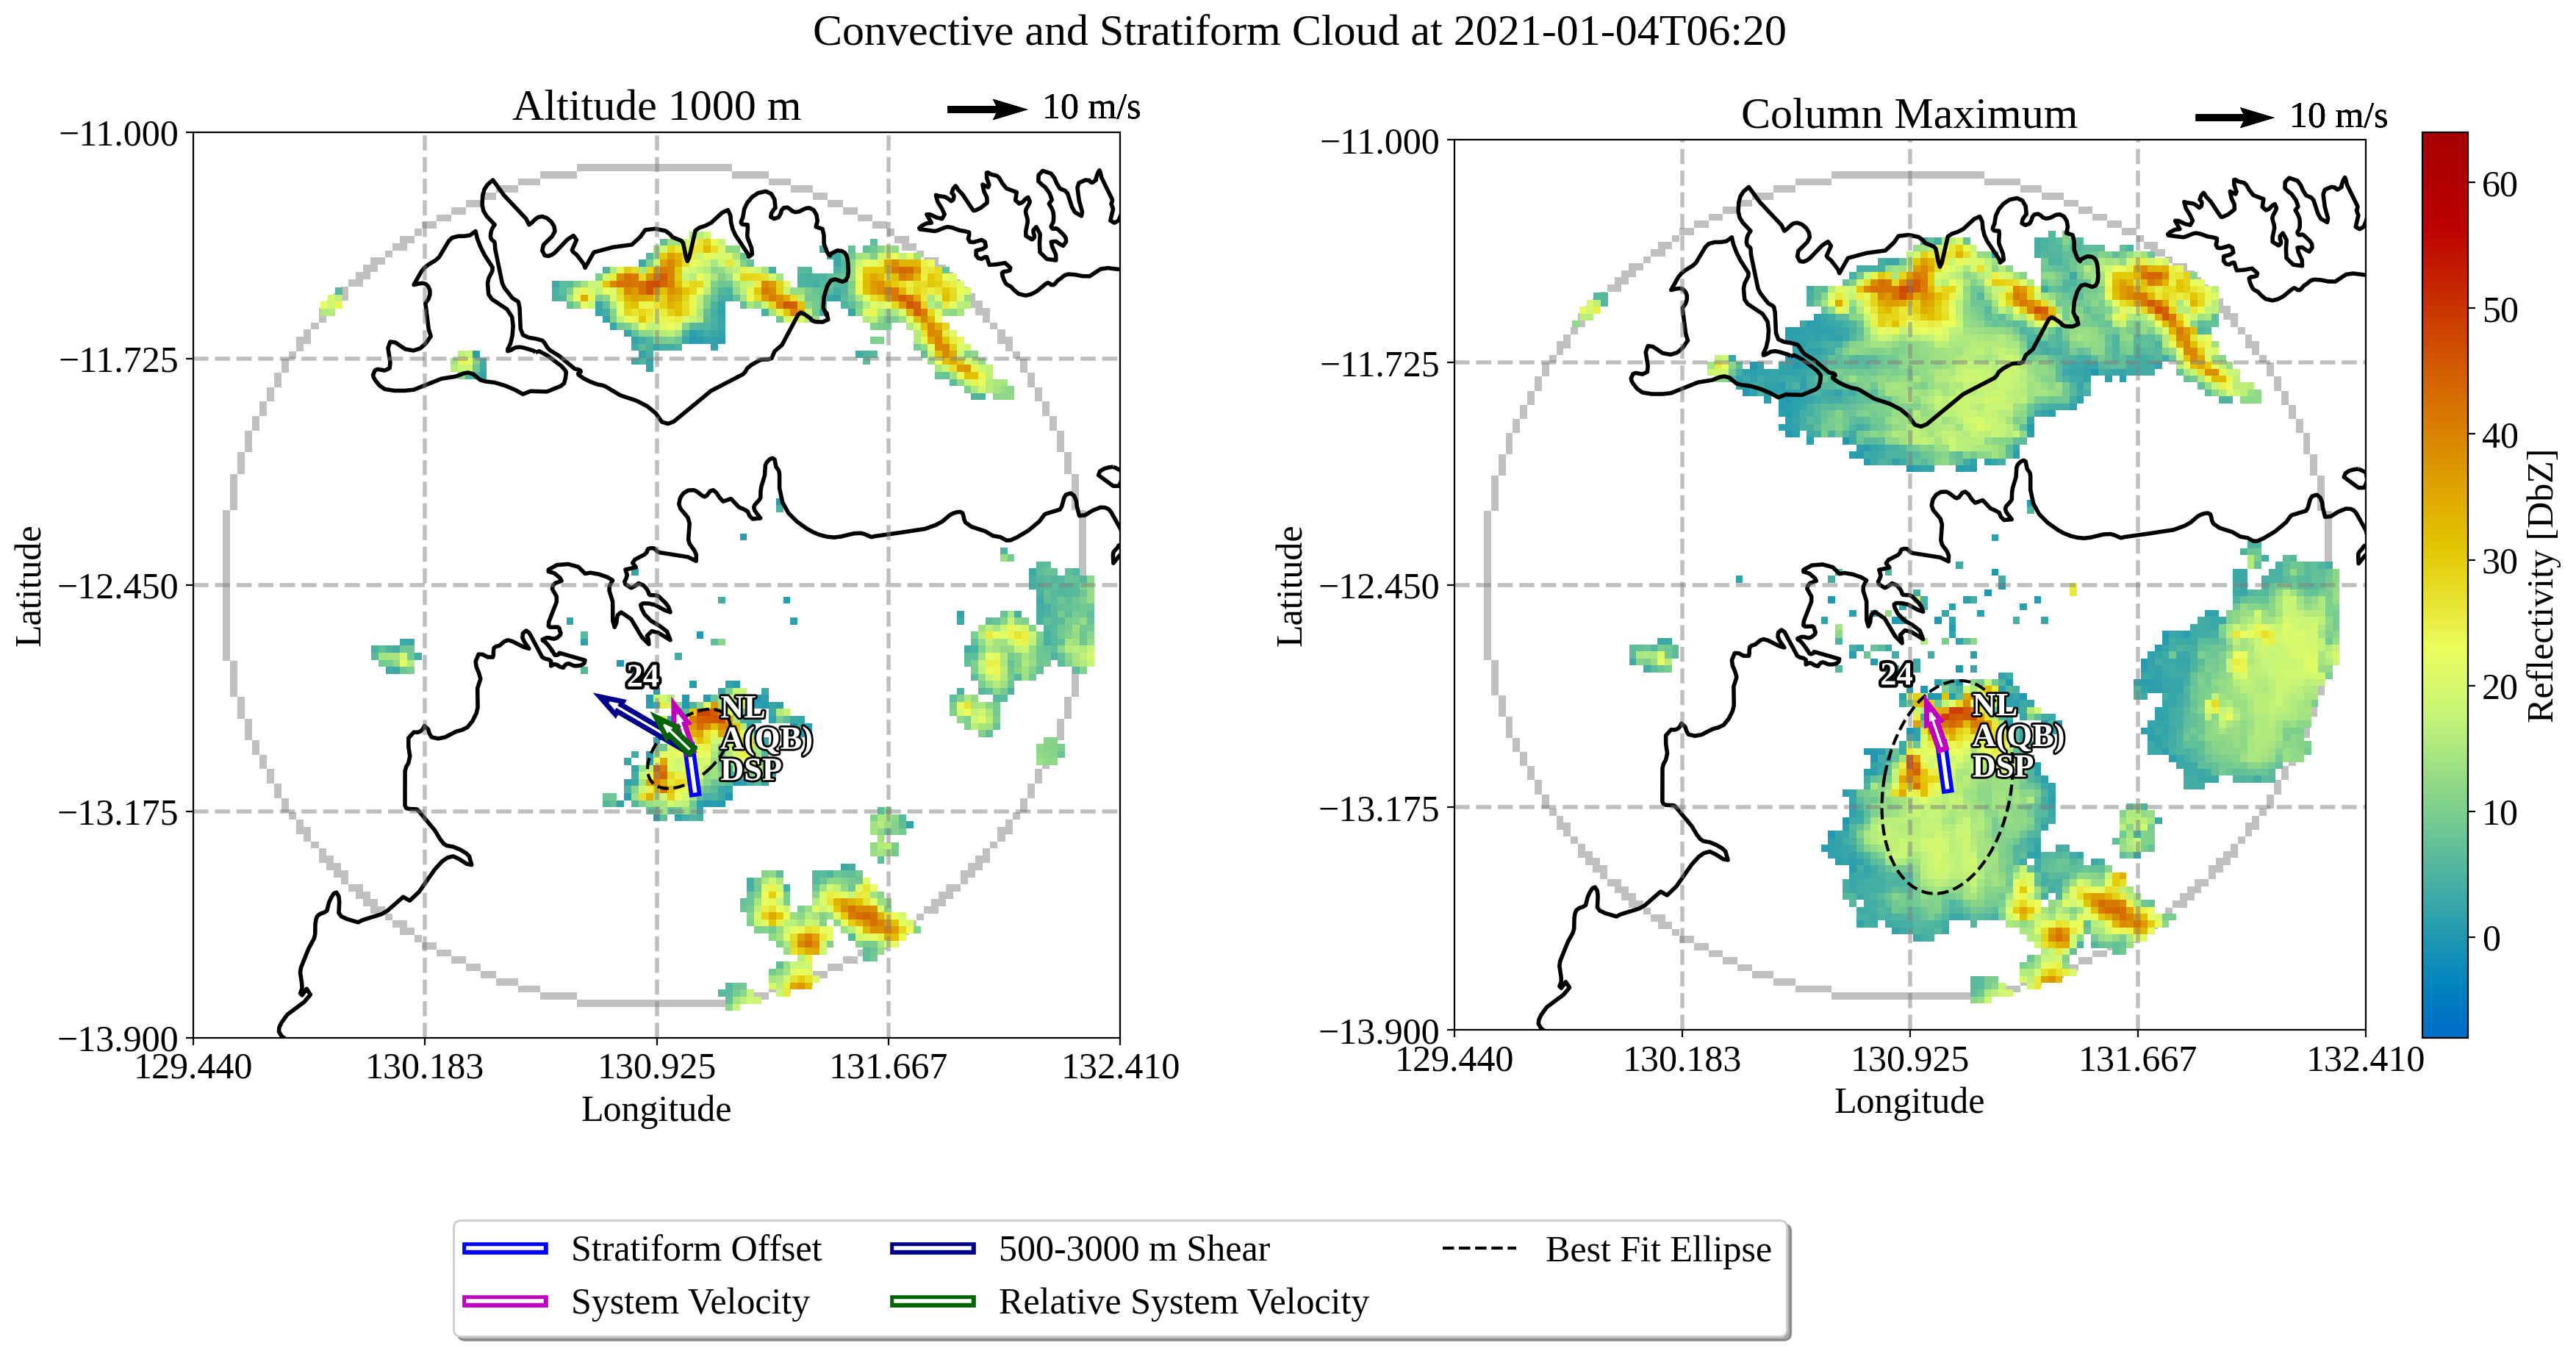 Convective and Stratiform Cloud at 2021-01-04T06:20
Altitude 1000 m
10 m/s
−11.000
−11.725
−12.450
−13.175
−13.900
129.440
130.183
130.925
131.667
132.410
Latitude
Longitude
24
NL
A(QB)
DSP
Column Maximum
10 m/s
−11.000
−11.725
−12.450
−13.175
−13.900
129.440
130.183
130.925
131.667
132.410
Latitude
Longitude
24
NL
A(QB)
DSP
60
50
40
30
20
10
0
Reflectivity [DbZ]
Stratiform Offset
System Velocity
500-3000 m Shear
Relative System Velocity
Best Fit Ellipse